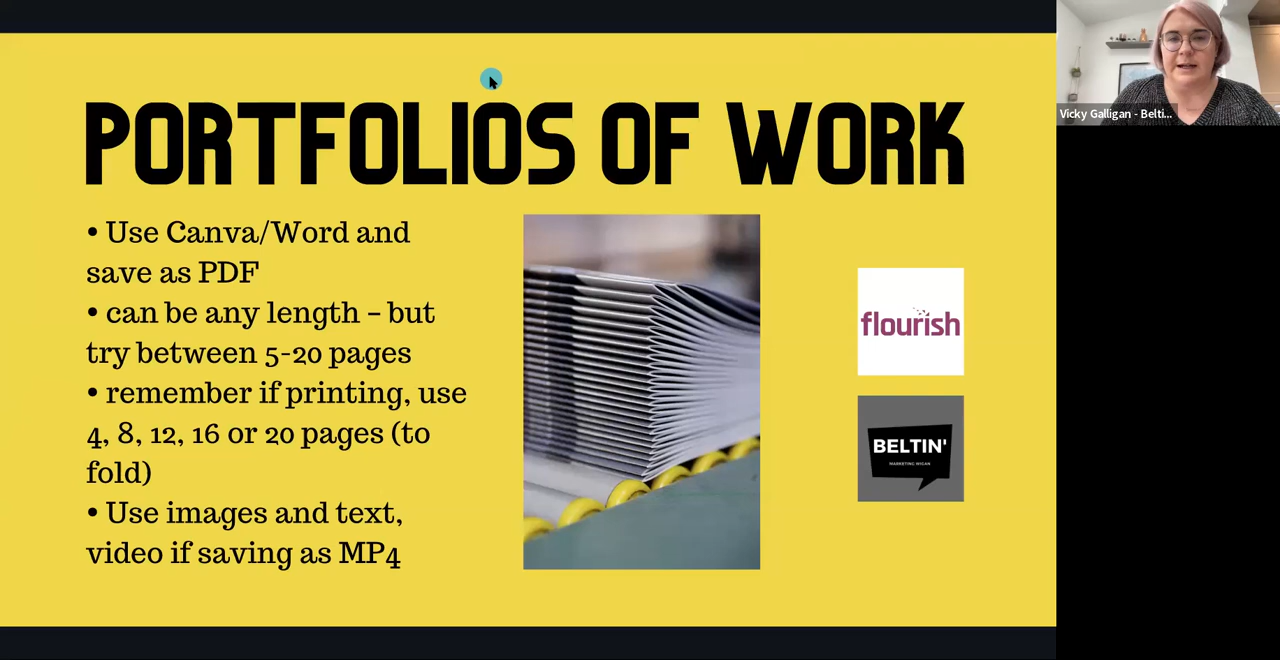 PORTFOLIOS OF WORK
• Use Canva/Word and
save as PDF
• can be any length – but
try between 5-20 pages
• remember if printing, use
4, 8, 12, 16 or 20 pages (to
fold)
• Use images and text,
video if saving as MP4
flourish
BELTIN'
MARKETING WIGAN
Vicky Galligan - Belti...